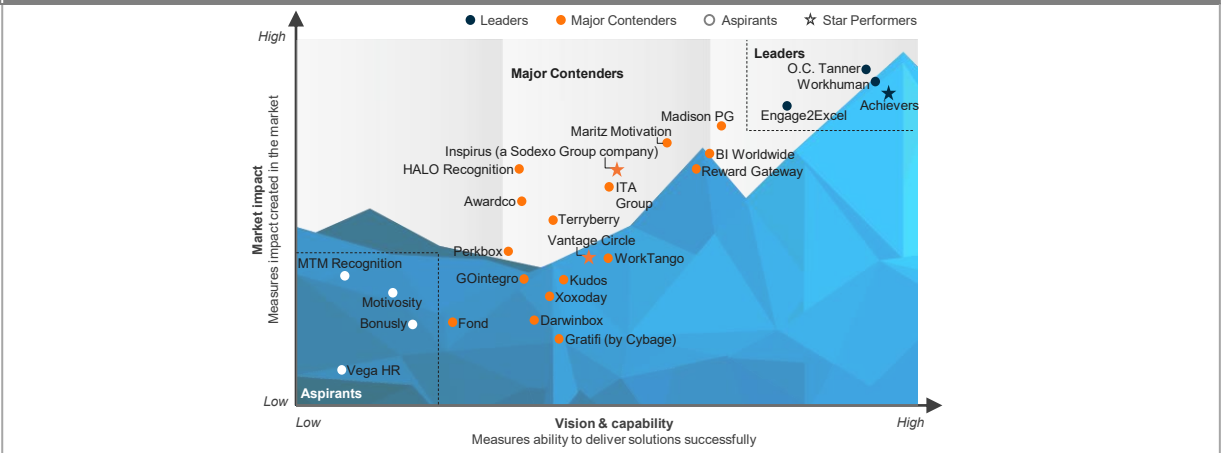 Leaders
Major Contenders
Aspirants
Star Performers
High
Leaders
O.C. Tanner
Major Contenders
Workhuman
Achievers
Engage2Excel
Madison PG
Maritz Motivation
Inspirus (a Sodexo Group company)
BI Worldwide
HALO Recognition
Reward Gateway
ITA
Group
Awardco
Terryberry
Vantage Circle
Perkbox
WorkTango
MTM Recognition
GOintegro
Kudos
Motivosity
Xoxoday
Bonusly
Fond
Darwinbox
Gratifi (by Cybage)
Vega HR
Aspirants
Market impact
Measures impact created in the market
Low
Low
Vision & capability
High
Measures ability to deliver solutions successfully